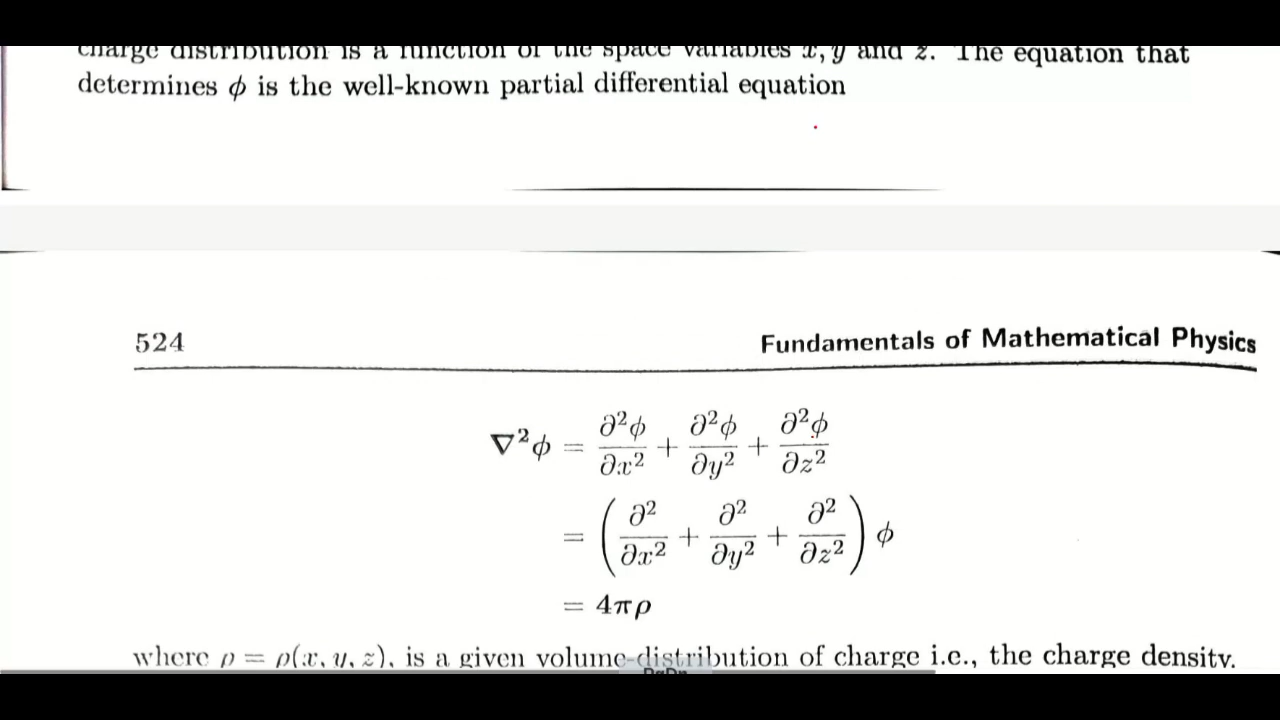 charge distribution is a function of the space variables x, y and z. The equation that
determines ϕ is the well-known partial differential equation
524
Fundamentals of Mathematical Physics
∇²ϕ = ∂²ϕ/∂x² + ∂²ϕ/∂y² + ∂²ϕ/∂z²
= (∂²/∂x² + ∂²/∂y² + ∂²/∂z²) ϕ
= 4πρ
where ρ = ρ(x, y, z), is a given volume-distribution of charge i.e., the charge density.